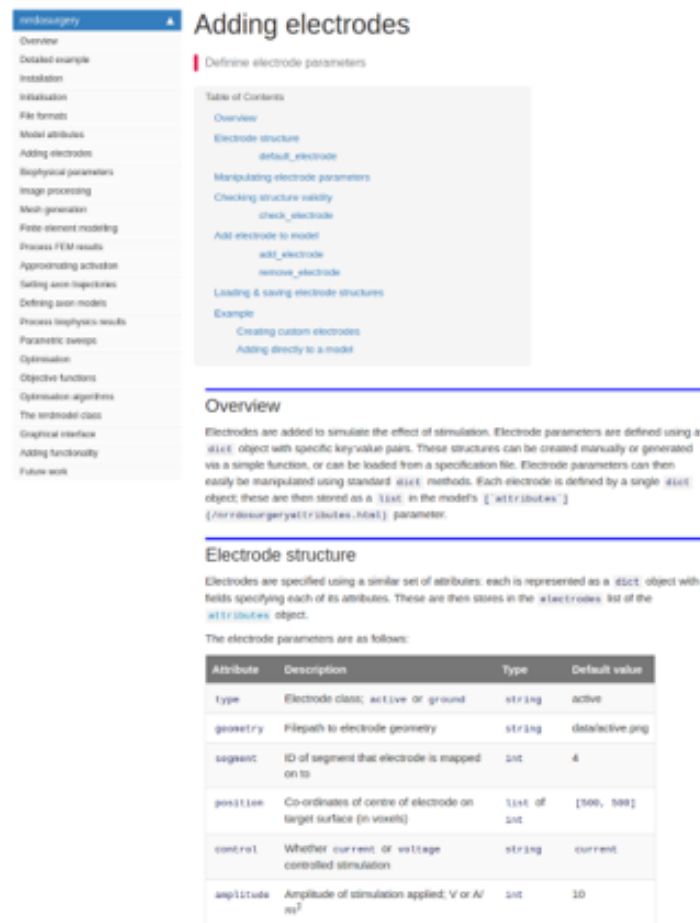 nrrdosurgery
Overview
Detailed example
Installation
Initialisation
File formats
Model attributes
Adding electrodes
Biophysical parameters
Image processing
Mesh generation
Finite element modelling
Process FEM results
Approximating activation
Setting axon trajectories
Defining axon models
Process biophysics results
Parametric sweeps
Optimisation
Objective functions
Optimisation algorithms
The nrrdmodel class
Graphical interface
Adding functionality
Future work
Adding electrodes
Definine electrode parameters
Table of Contents
Overview
Electrode structure
default_electrode
Manipulating electrode parameters
Checking structure validity
check_electrode
Add electrode to model
add_electrode
remove_electrode
Loading & saving electrode structures
Example
Creating custom electrodes
Adding directly to a model
Overview
Electrodes are added to simulate the effect of stimulation. Electrode parameters are defined using a
dict object with specific key:value pairs. These structures can be created manually or generated
via a simple function, or can be loaded from a specification file. Electrode parameters can then
easily be manipulated using standard dict methods. Each electrode is defined by a single dict
object; these are then stored as a list in the model's [`attributes`]
(/nrrdosurgeryattributes.html) parameter.
Electrode structure
Electrodes are specified using a similar set of attributes: each is represented as a dict object with
fields specifying each of its attributes. These are then stores in the electrodes list of the
attributes object.
The electrode parameters are as follows:
Attribute Description Type Default value
type Electrode class; active or ground string active
geometry Filepath to electrode geometry string data/active.png
segment ID of segment that electrode is mapped int 4
on to
position Co-ordinates of centre of electrode on list of [500, 500]
target surface (in voxels) int
control Whether current or voltage string current
controlled stimulation
amplitude Amplitude of stimulation applied; V or A/ int 10
m²